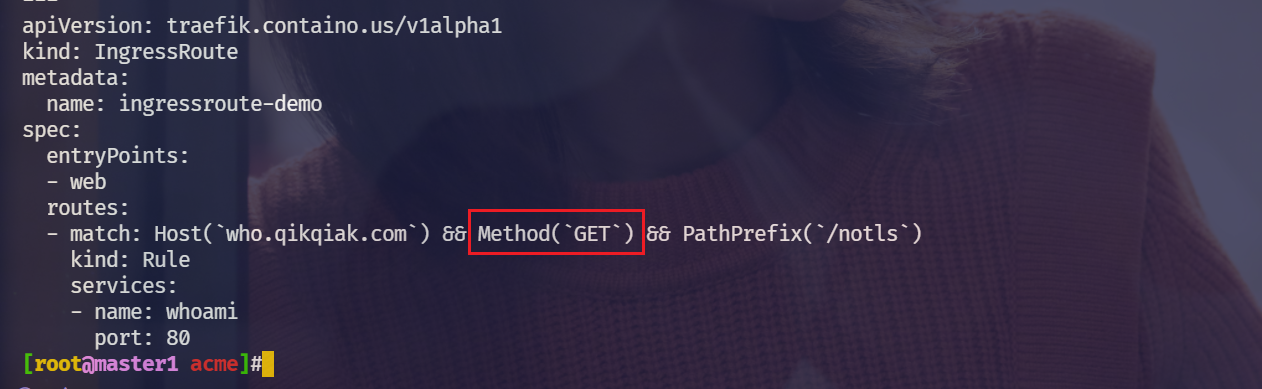 ---
apiVersion: traefik.containo.us/v1alpha1
kind: IngressRoute
metadata:
  name: ingressroute-demo
spec:
  entryPoints:
  - web
  routes:
  - match: Host(`who.qikqiak.com`) && Method(`GET`) && PathPrefix(`/notls`)
    kind: Rule
    services:
    - name: whoami
      port: 80
[root@master1 acme]#